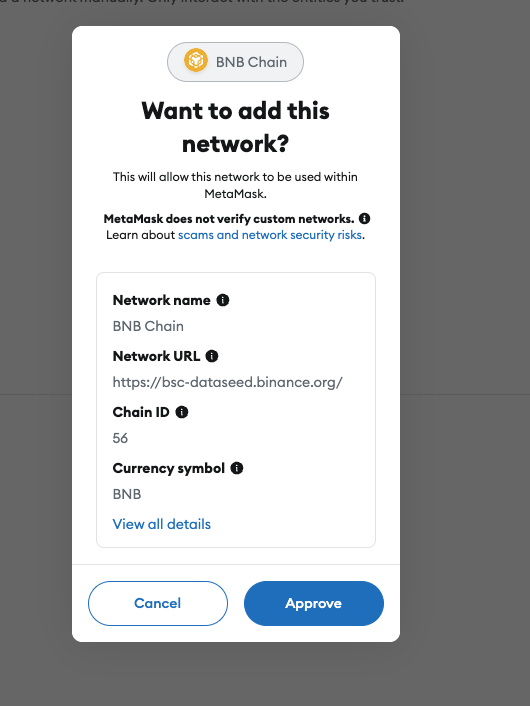 a network manually. Only interact with the entities you trust.
BNB Chain
Want to add this
network?
This will allow this network to be used within
MetaMask.
MetaMask does not verify custom networks.
Learn about scams and network security risks.
Network name
BNB Chain
Network URL
https://bsc-dataseed.binance.org/
Chain ID
56
Currency symbol
BNB
View all details
Cancel
Approve